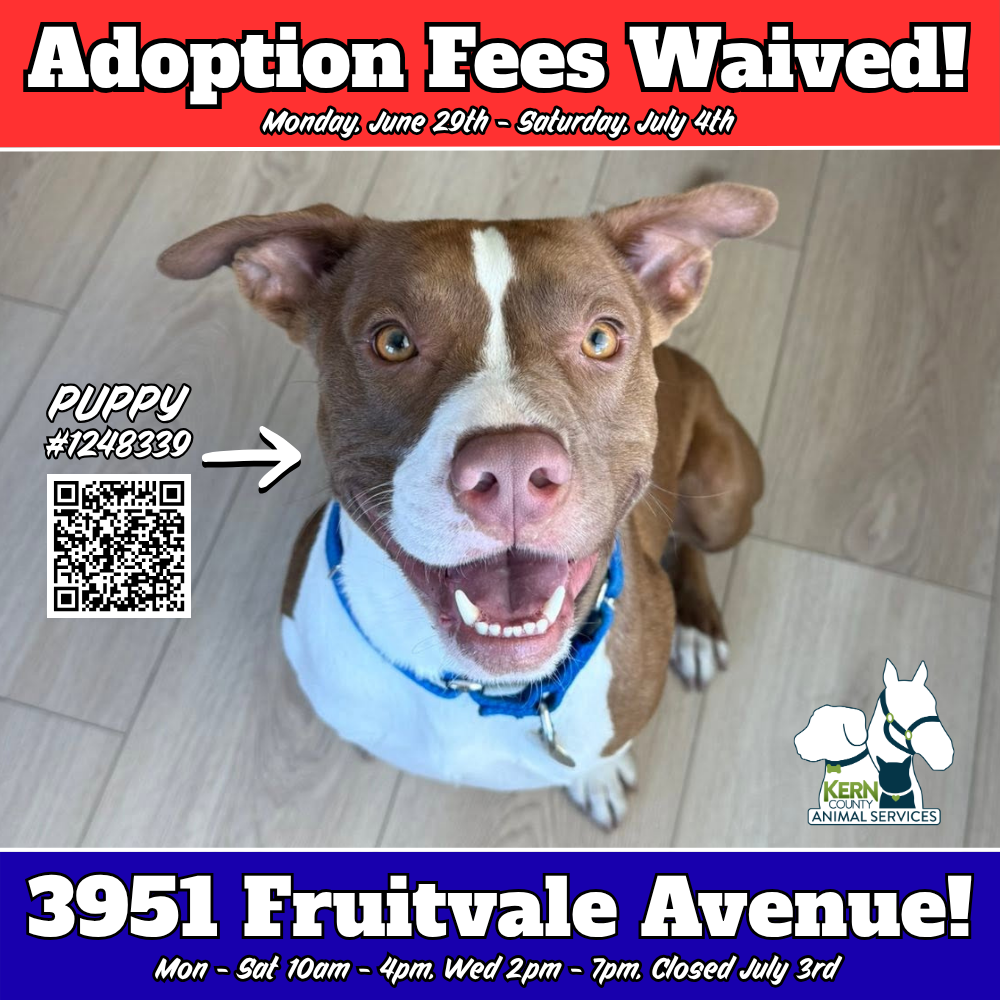 Adoption Fees Waived!
Monday, June 29th - Saturday, July 4th
PUPPY
#1248339
KERN
COUNTY
ANIMAL SERVICES
3951 Fruitvale Avenue!
Mon - Sat 10am - 4pm. Wed 2pm - 7pm. Closed July 3rd